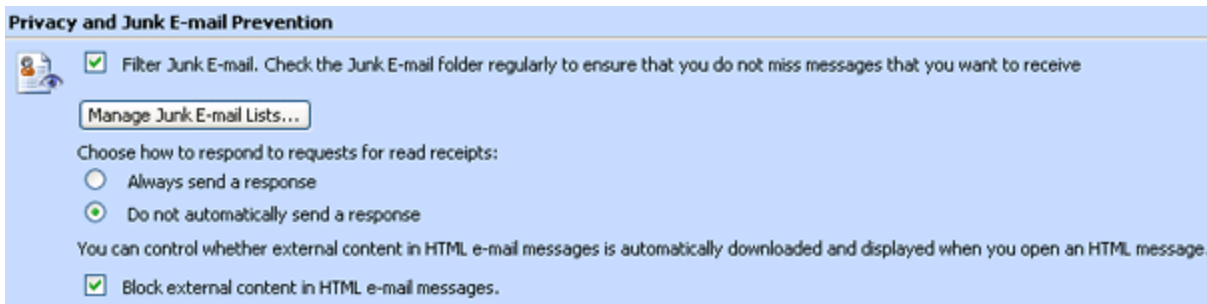 Privacy and Junk E-mail Prevention
Filter Junk E-mail. Check the Junk E-mail folder regularly to ensure that you do not miss messages that you want to receive
Manage Junk E-mail Lists...
Choose how to respond to requests for read receipts:
Always send a response
Do not automatically send a response
You can control whether external content in HTML e-mail messages is automatically downloaded and displayed when you open an HTML message.
Block external content in HTML e-mail messages.